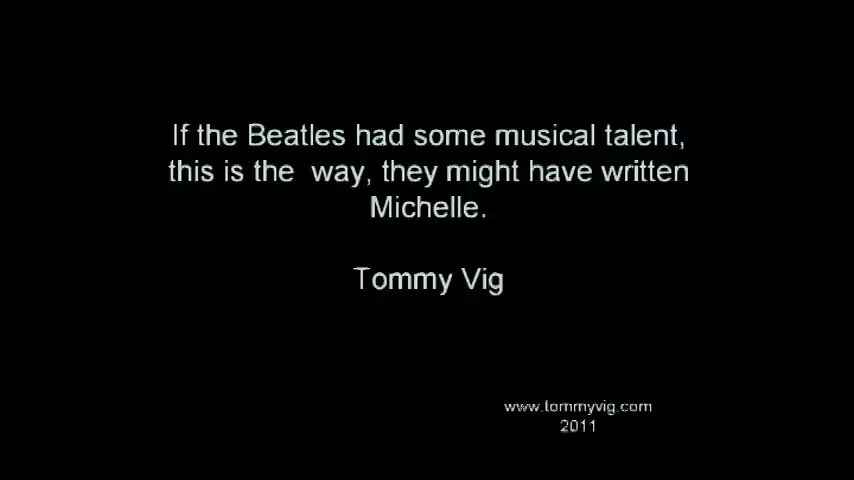 If the Beatles had some musical talent,
this is the  way, they might have written
Michelle.
Tommy Vig
www.tommyvig.com
2011